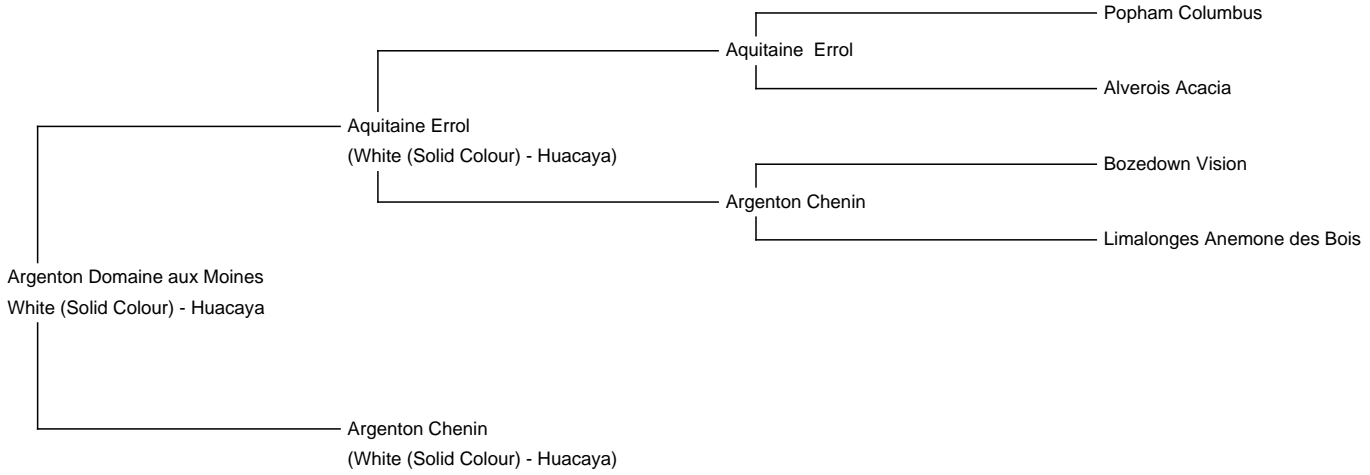 Popham Columbus
Aquitaine  Errol
Alverois Acacia
Aquitaine Errol
(White (Solid Colour) - Huacaya)
Bozedown Vision
Argenton Chenin
Limalonges Anemone des Bois
Argenton Domaine aux Moines
White (Solid Colour) - Huacaya
Argenton Chenin
(White (Solid Colour) - Huacaya)